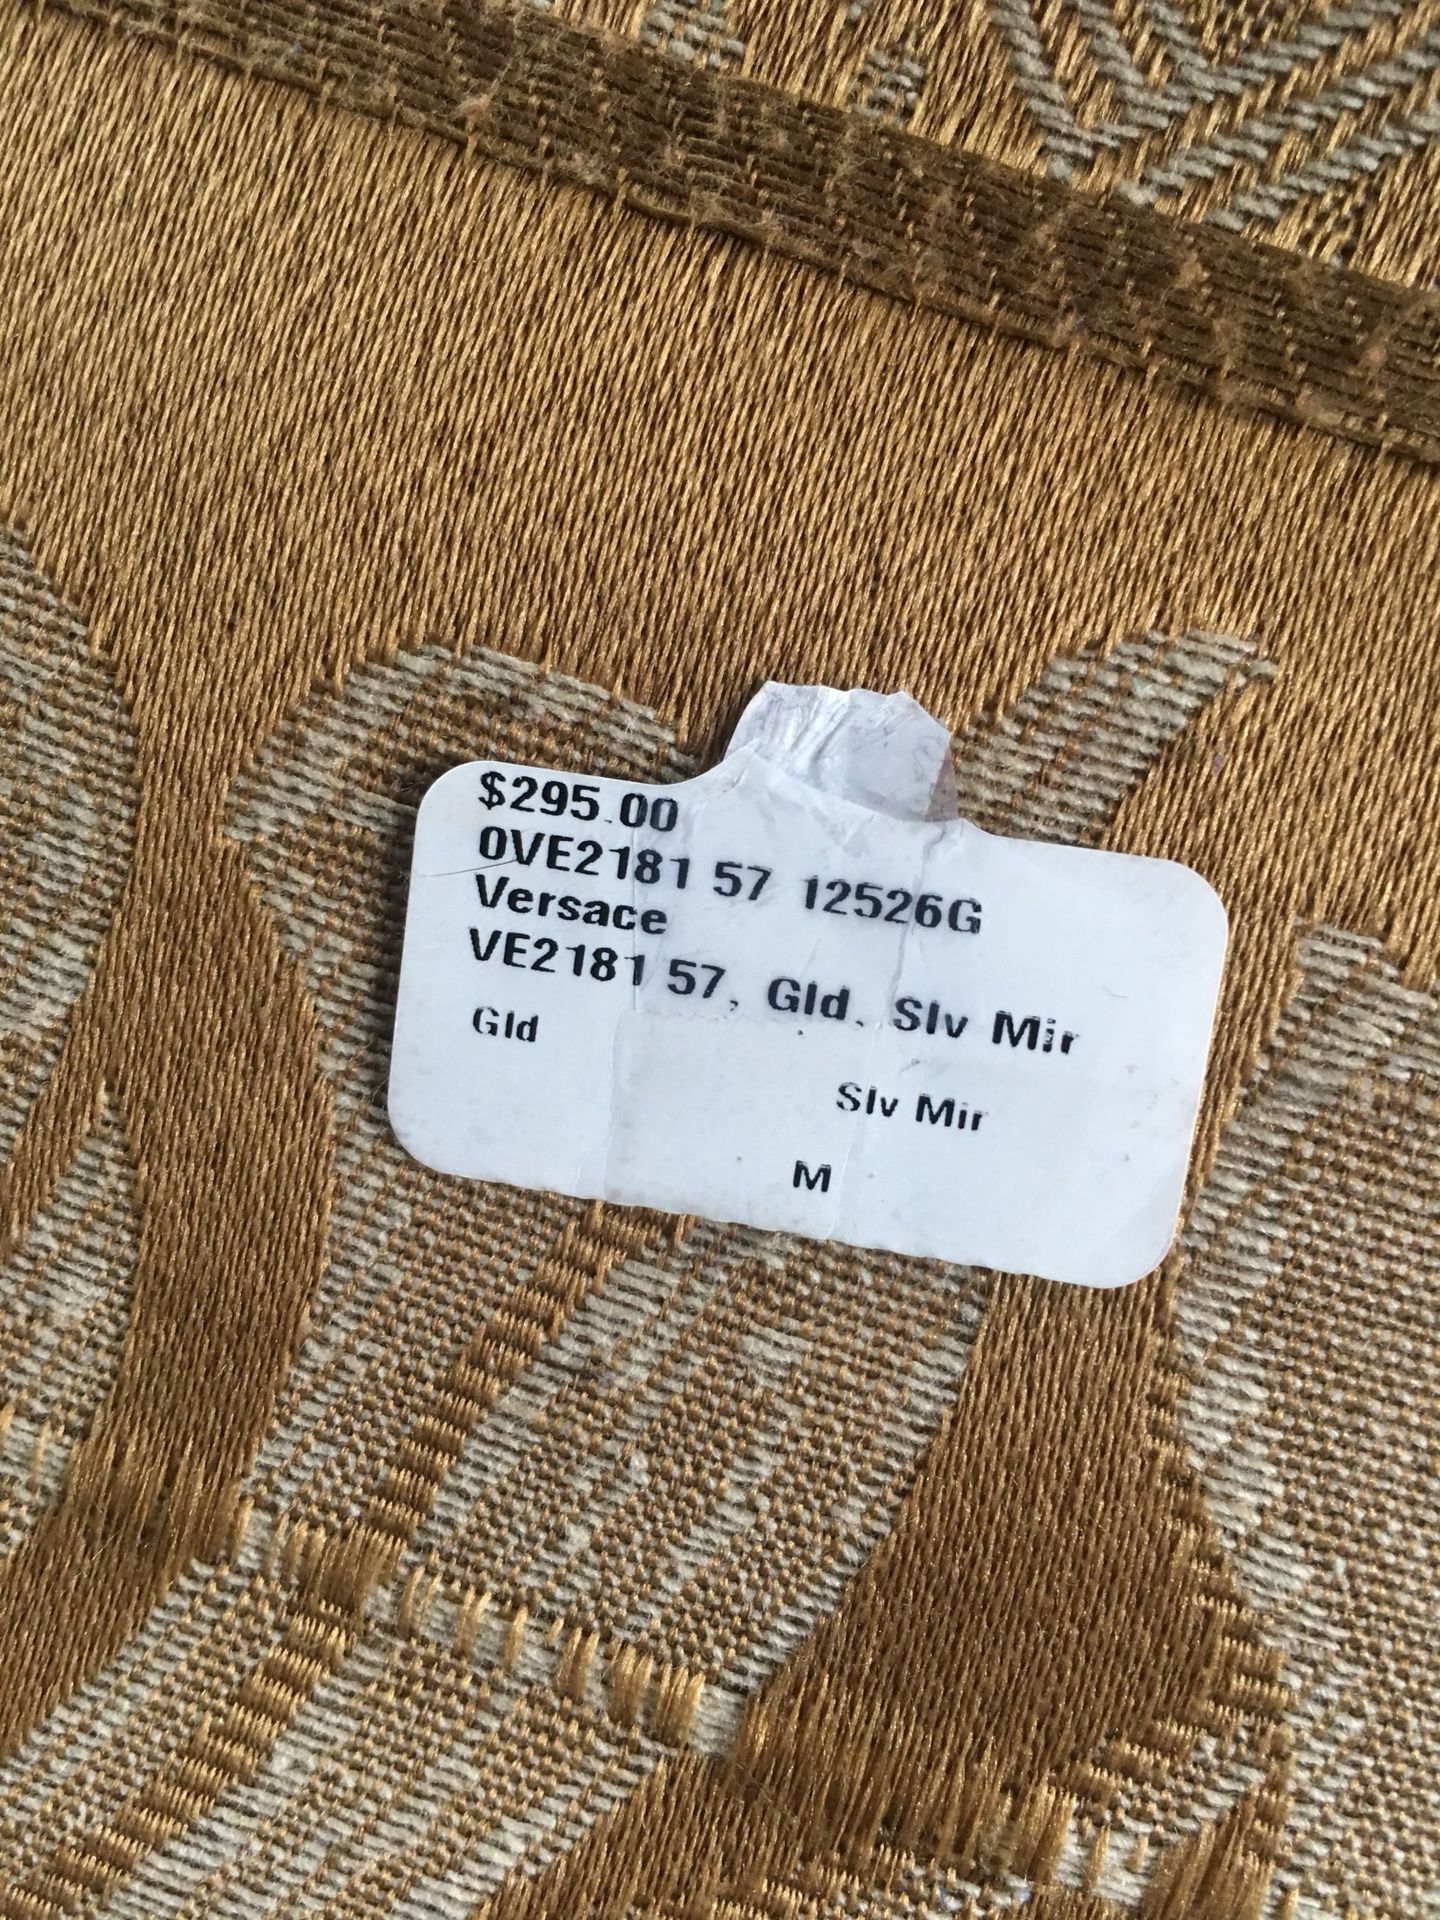 $295.00
0VE2181 57 12526G
Versace
VE2181 57, Gld, Slv Mir
Gld
Slv Mir
M